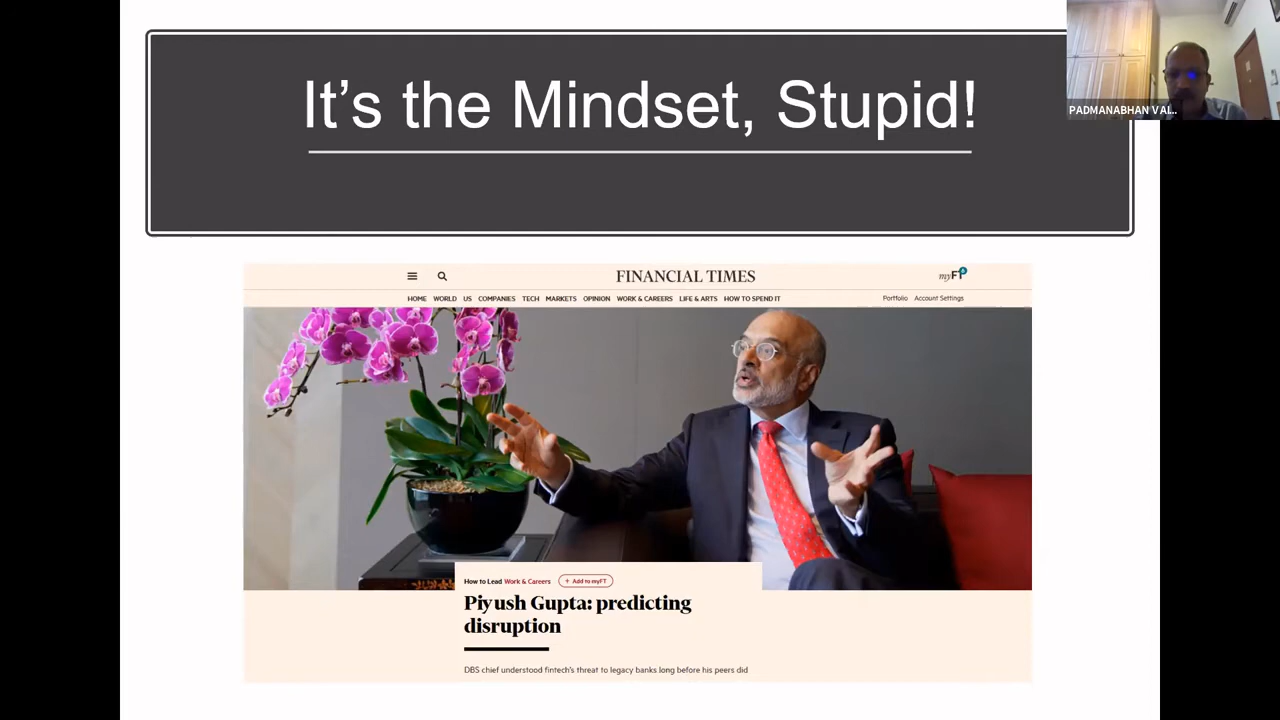 It’s the Mindset, Stupid!
PADMANABHAN VAL...
FINANCIAL TIMES
myFT
HOME WORLD US COMPANIES TECH MARKETS OPINION WORK & CAREERS LIFE & ARTS HOW TO SPEND IT
Portfolio Account Settings
How to Lead Work & Careers + Add to myFT
Piyush Gupta: predicting
disruption
DBS chief understood fintech’s threat to legacy banks long before his peers did